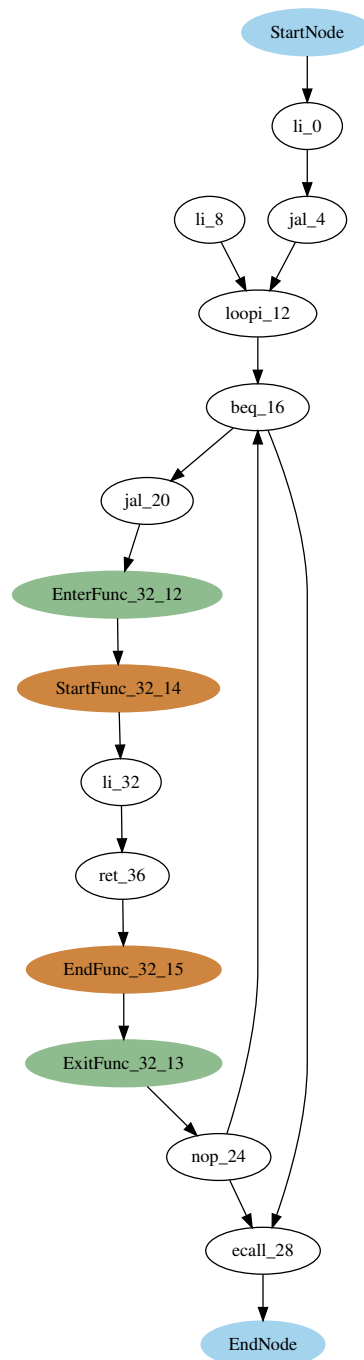 StartNode
li_0
li_8
jal_4
loopi_12
beq_16
jal_20
EnterFunc_32_12
StartFunc_32_14
li_32
ret_36
EndFunc_32_15
ExitFunc_32_13
nop_24
ecall_28
EndNode